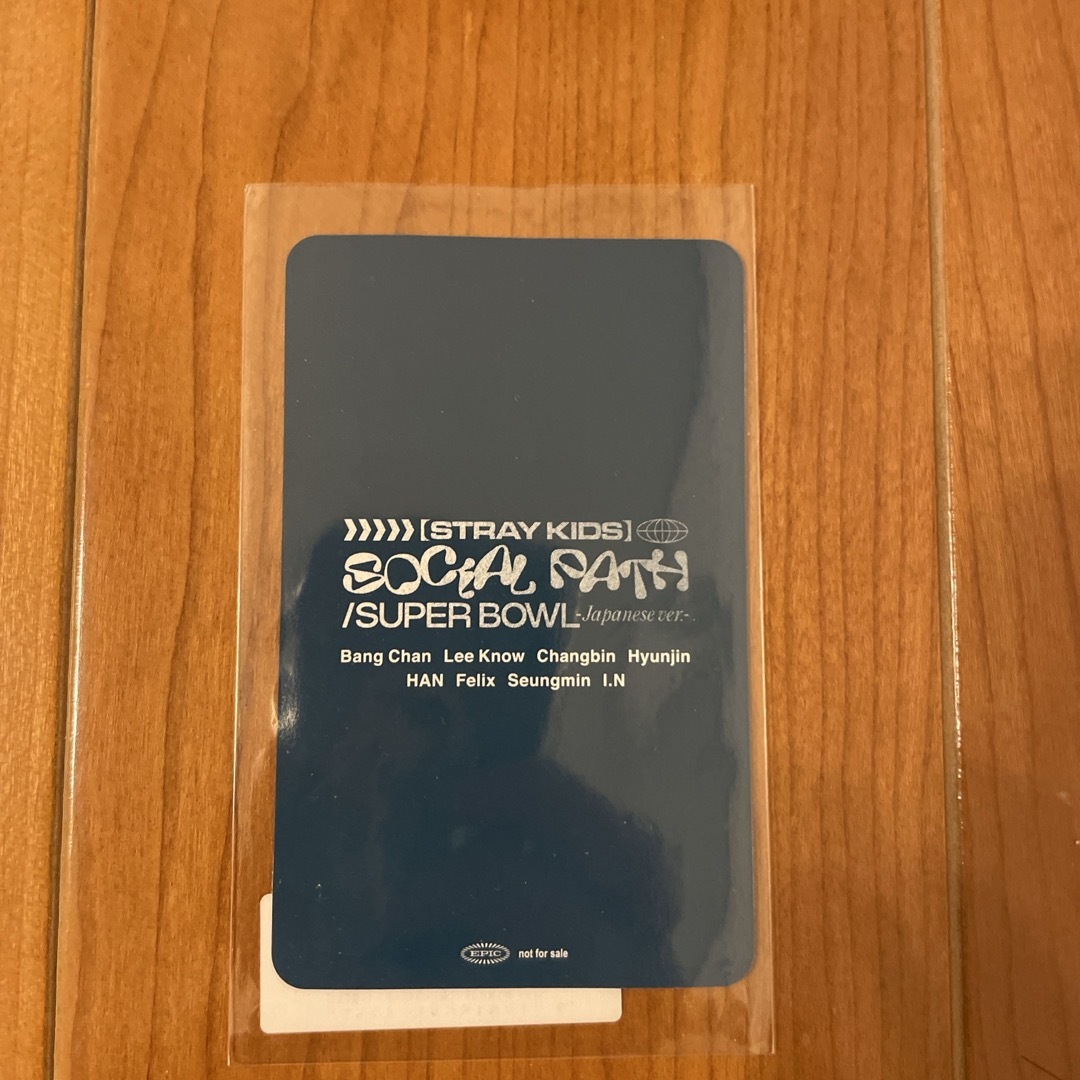 [STRAY KIDS]
SOCIAL PATH
/SUPER BOWL -Japanese ver.-
Bang Chan Lee Know Changbin Hyunjin
HAN Felix Seungmin I.N
EPIC not for sale